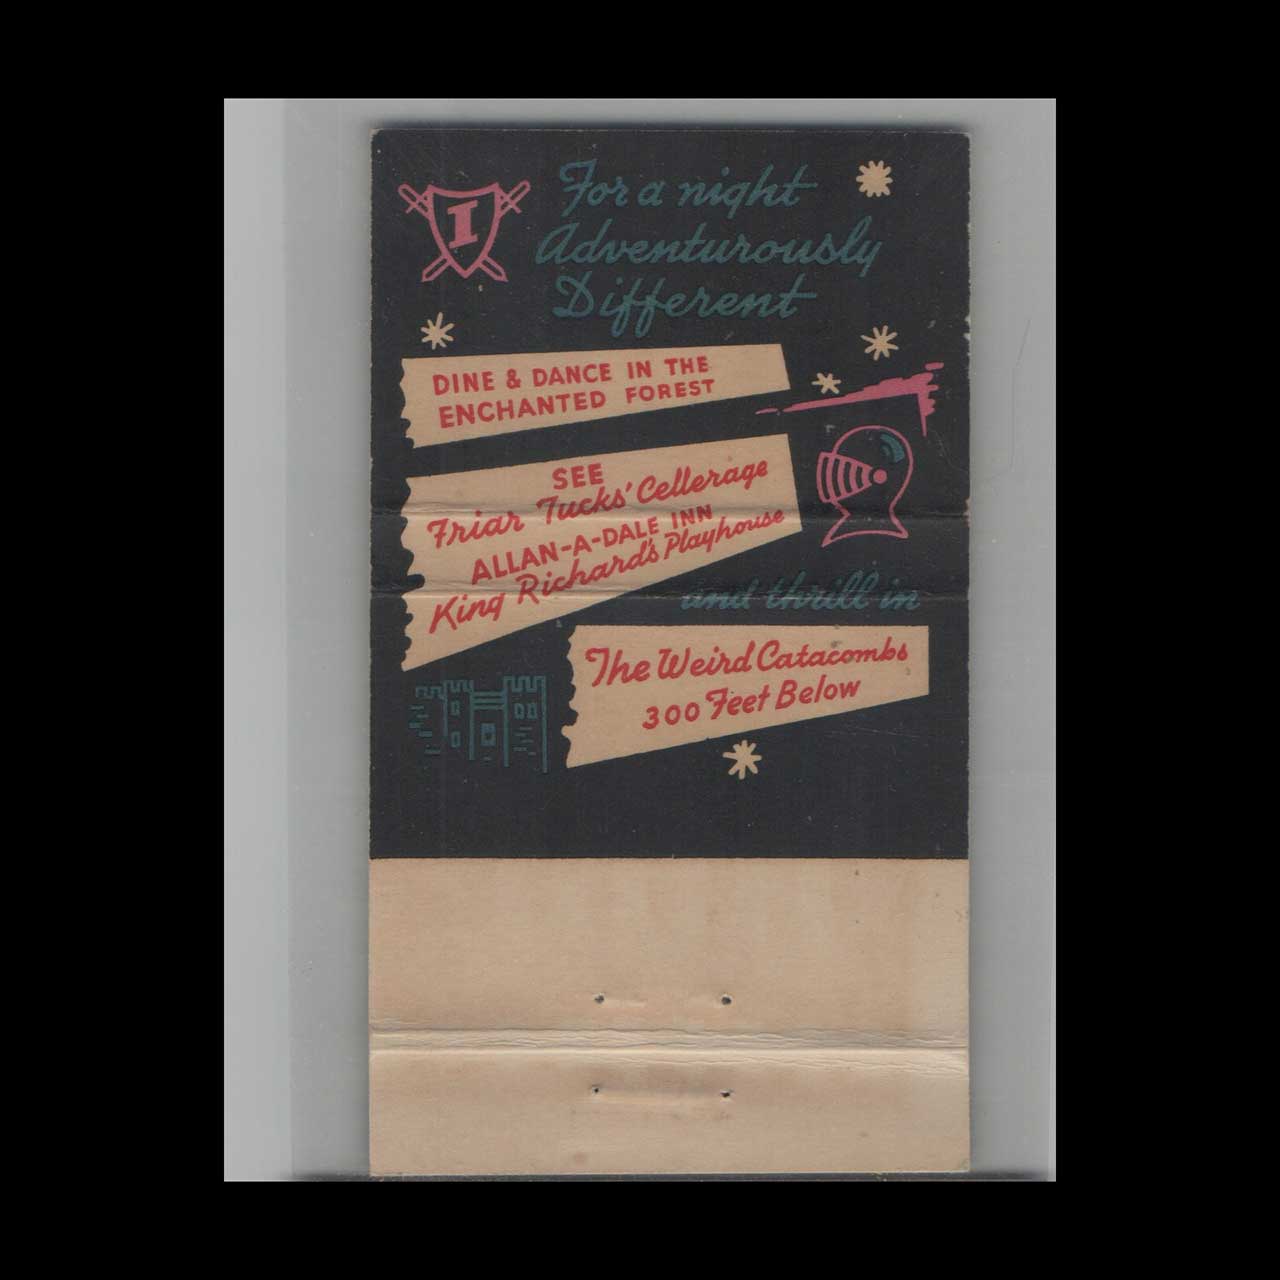 I
For a night
Adventurously
Different
DINE & DANCE IN THE
ENCHANTED FOREST
SEE
Friar Tucks' Cellerage
ALLAN-A-DALE INN
King Richard's Playhouse
and thrill in
The Weird Catacombs
300 Feet Below